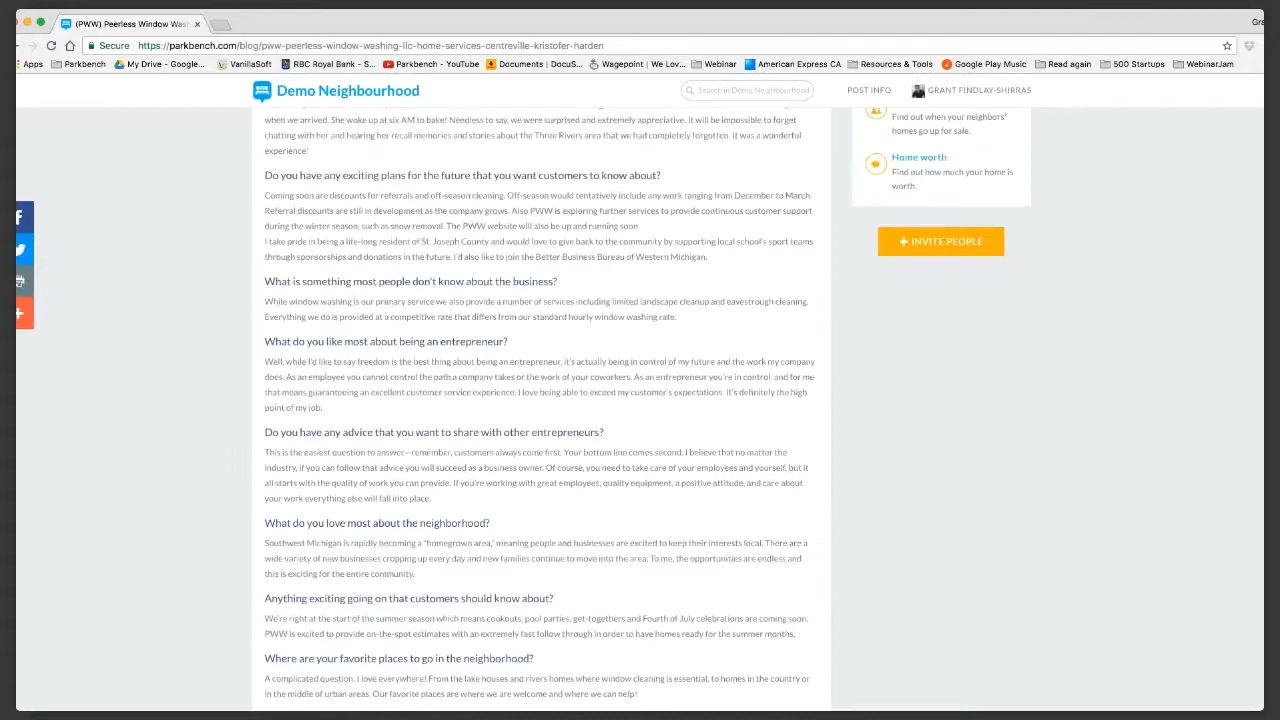 (PWW) Peerless Window Was
Gra
Secure https://parkbench.com/blog/pww-peerless-window-washing-llc-home-services-centreville-kristofer-harden
Apps Parkbench My Drive - Google... VanillaSoft RBC Royal Bank - S... Parkbench - YouTube Documents - DocuS... Wagepoint | We Lov... Webinar American Express CA Resources & Tools Google Play Music Read again 500 Startups WebinarJam
Demo Neighbourhood
Search in Demo Neighbourhood
POST INFO
GRANT FINDLAY-SHIRRAS
when we arrived. She woke up at six AM to bake! Needless to say, we were surprised and extremely appreciative. It will be impossible to forget
chatting with her and hearing her recall memories and stories about the Three Rivers area that we had completely forgotten. It was a wonderful
experience!
Do you have any exciting plans for the future that you want customers to know about?
Coming soon are discounts for referrals and off-season cleaning. Off-season would tentatively include any work ranging from December to March.
Referral discounts are still in development as the company grows. Also PWW is exploring further services to provide continuous customer support
during the winter season, such as snow removal. The PWW website will also be up and running soon.
I take pride in being a life-long resident of St. Joseph County and would love to give back to the community by supporting local school's sport teams
through sponsorships and donations in the future. I'd also like to join the Better Business Bureau of Western Michigan.
What is something most people don't know about the business?
While window washing is our primary service we also provide a number of services including limited landscape cleanup and eavestrough cleaning.
Everything we do is provided at a competitive rate that differs from our standard hourly window washing rate.
What do you like most about being an entrepreneur?
Well, while I'd like to say freedom is the best thing about being an entrepreneur, it's actually being in control of my future and the work my company
does. As an employee you cannot control the path a company takes or the work of your coworkers. As an entrepreneur you're in control, and for me
that means guaranteeing an excellent customer service experience. I love being able to exceed my customer's expectations. It's definitely the high
point of my job.
Do you have any advice that you want to share with other entrepreneurs?
This is the easiest question to answer—remember, customers always come first. Your bottom line comes second. I believe that no matter the
industry, if you can follow that advice you will succeed as a business owner. Of course, you need to take care of your employees and yourself, but it
all starts with the quality of work you can provide. If you're working with great employees, quality equipment, a positive attitude, and care about
your work everything else will fall into place.
What do you love most about the neighborhood?
Southwest Michigan is rapidly becoming a "homegrown area," meaning people and businesses are excited to keep their interests local. There are a
wide variety of new businesses cropping up every day and new families continue to move into the area. To me, the opportunities are endless and
this is exciting for the entire community.
Anything exciting going on that customers should know about?
We're right at the start of the summer season which means cookouts, pool parties, get-togethers and Fourth of July celebrations are coming soon.
PWW is excited to provide on-the-spot estimates with an extremely fast follow through in order to have homes ready for the summer months.
Where are your favorite places to go in the neighborhood?
A complicated question. I love everywhere! From the lake houses and rivers homes where window cleaning is essential, to homes in the country or
in the middle of urban areas. Our favorite places are where we are welcome and where we can help!
Find out when your neighbors'
homes go up for sale.
Home worth
Find out how much your home is
worth.
+ INVITE PEOPLE